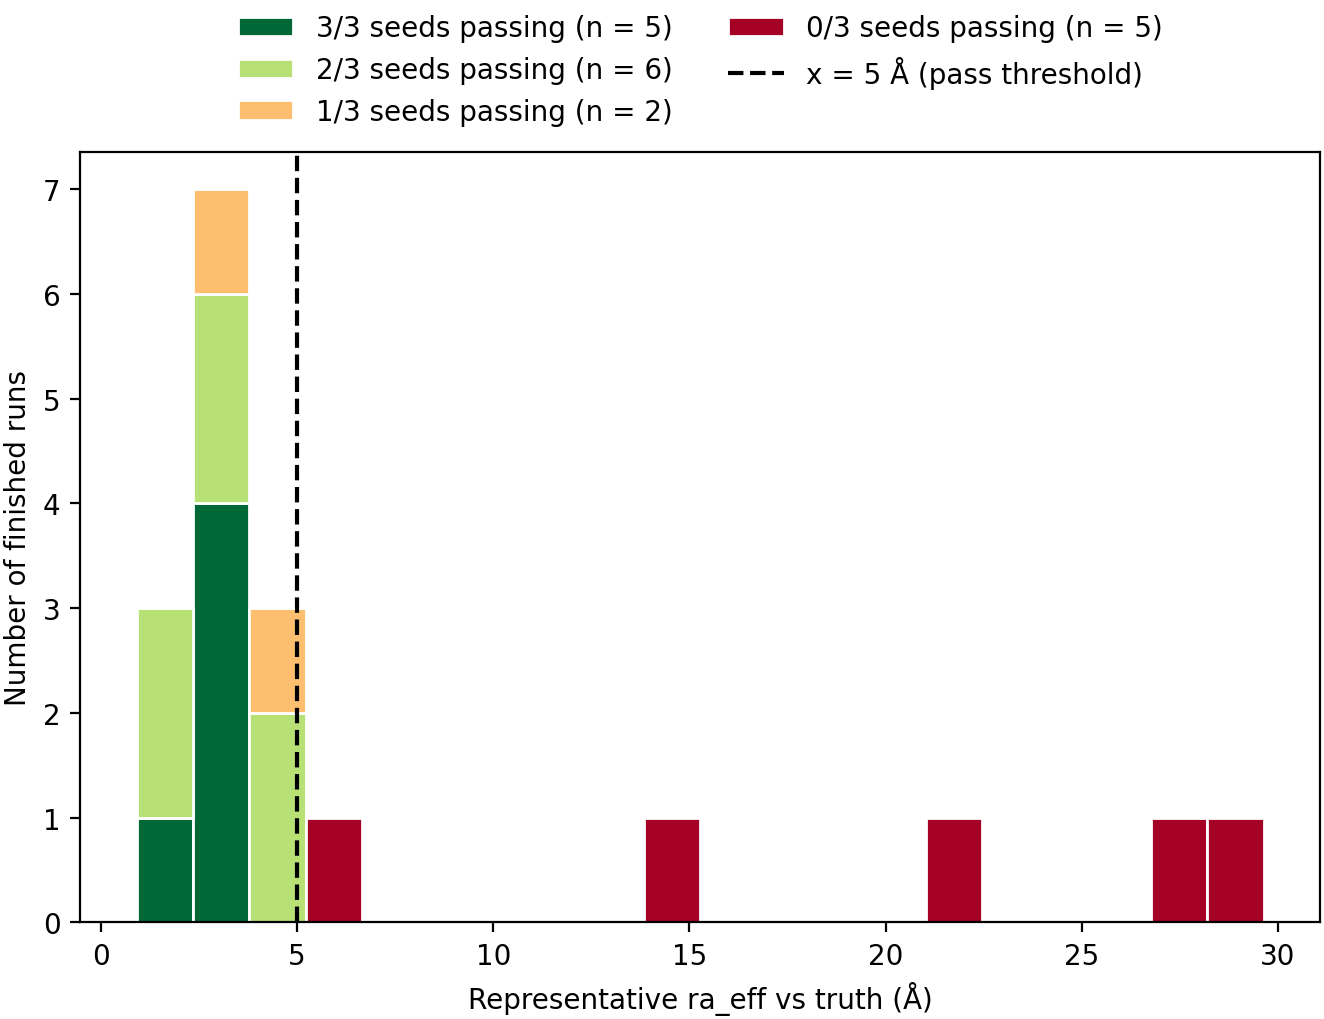 3/3 seeds passing (n = 5)
2/3 seeds passing (n = 6)
1/3 seeds passing (n = 2)
0/3 seeds passing (n = 5)
x = 5 Å (pass threshold)
Number of finished runs
7
6
5
4
3
2
1
0
0 5 10 15 20 25 30
Representative ra_eff vs truth (Å)